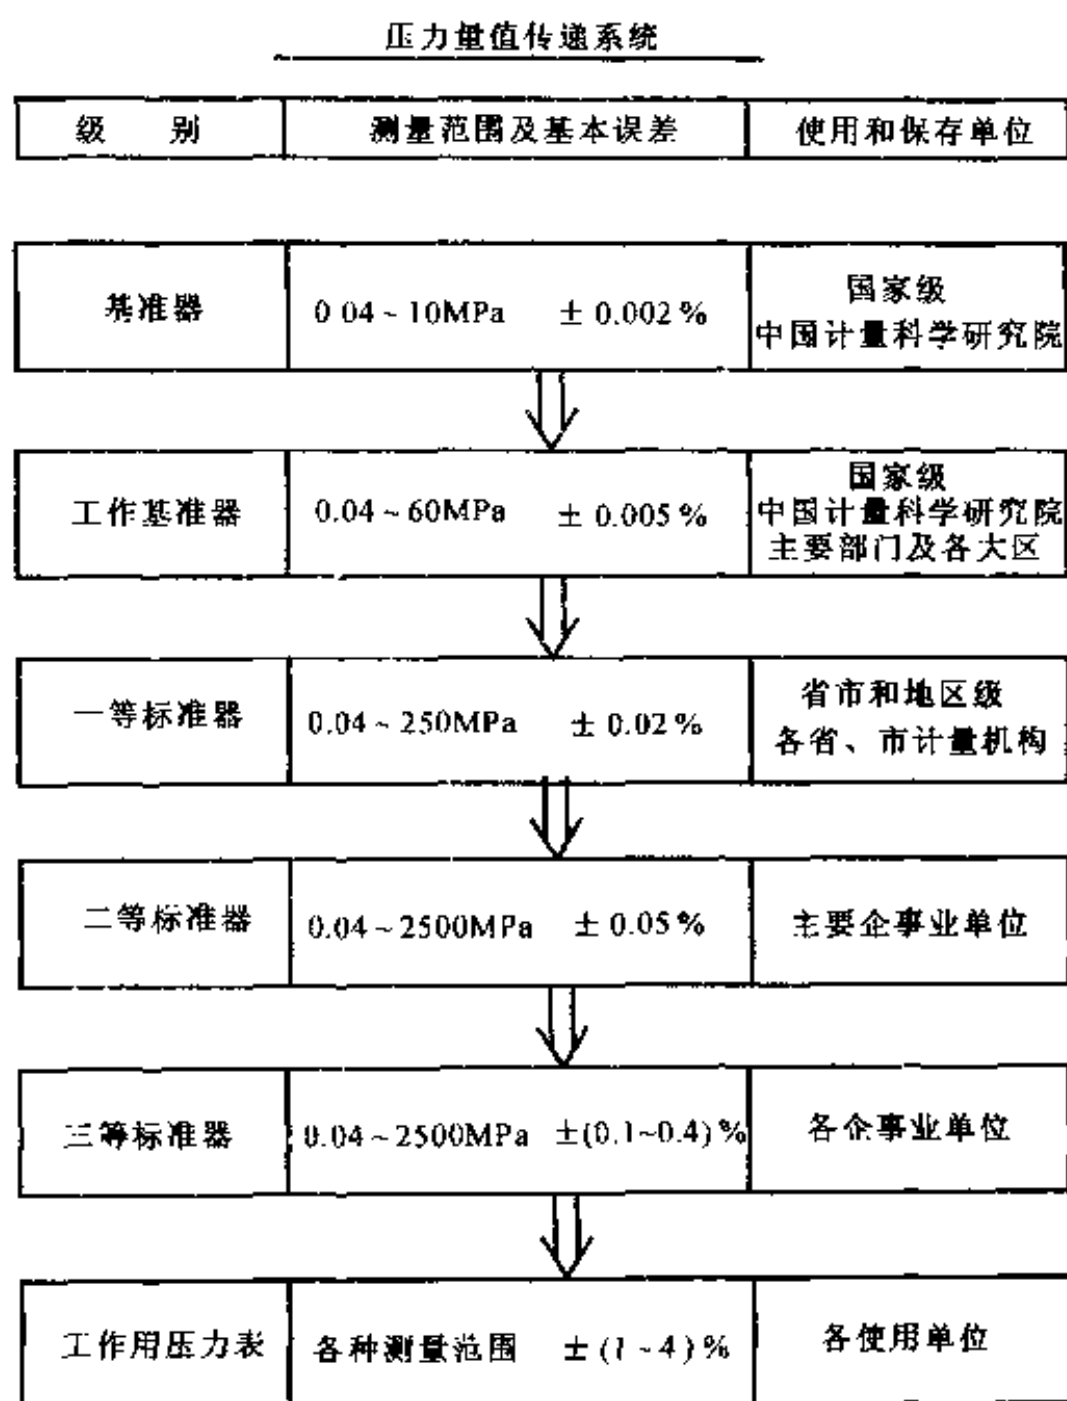 压力量值传递系统
级 别 测量范围及基本误差 使用和保存单位
基准器 0.04~10MPa ±0.002% 国家级
中国计量科学研究院
工作基准器 0.04~60MPa ±0.005% 国家级
中国计量科学研究院
主要部门及各大区
一等标准器 0.04~250MPa ±0.02% 省市和地区级
各省、市计量机构
二等标准器 0.04~2500MPa ±0.05% 主要企事业单位
三等标准器 0.04~2500MPa ±(0.1~0.4)% 各企事业单位
工作用压力表 各种测量范围 ±(1~4)% 各使用单位